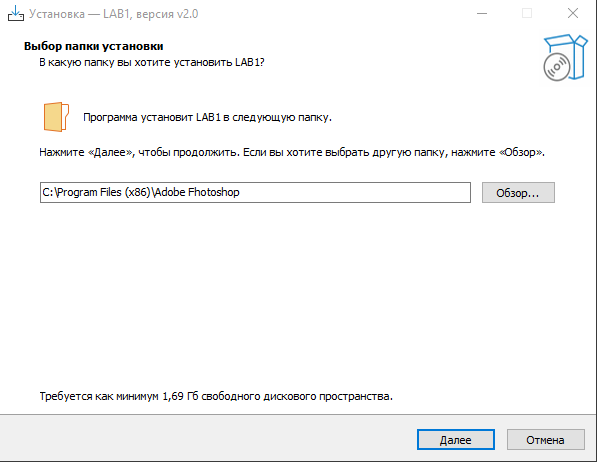 Установка — LAB1, версия v2.0
Выбор папки установки
В какую папку вы хотите установить LAB1?
Программа установит LAB1 в следующую папку.
Нажмите «Далее», чтобы продолжить. Если вы хотите выбрать другую папку, нажмите «Обзор».
C:\Program Files (x86)\Adobe Fhotoshop
Обзор...
Требуется как минимум 1,69 Гб свободного дискового пространства.
Далее
Отмена